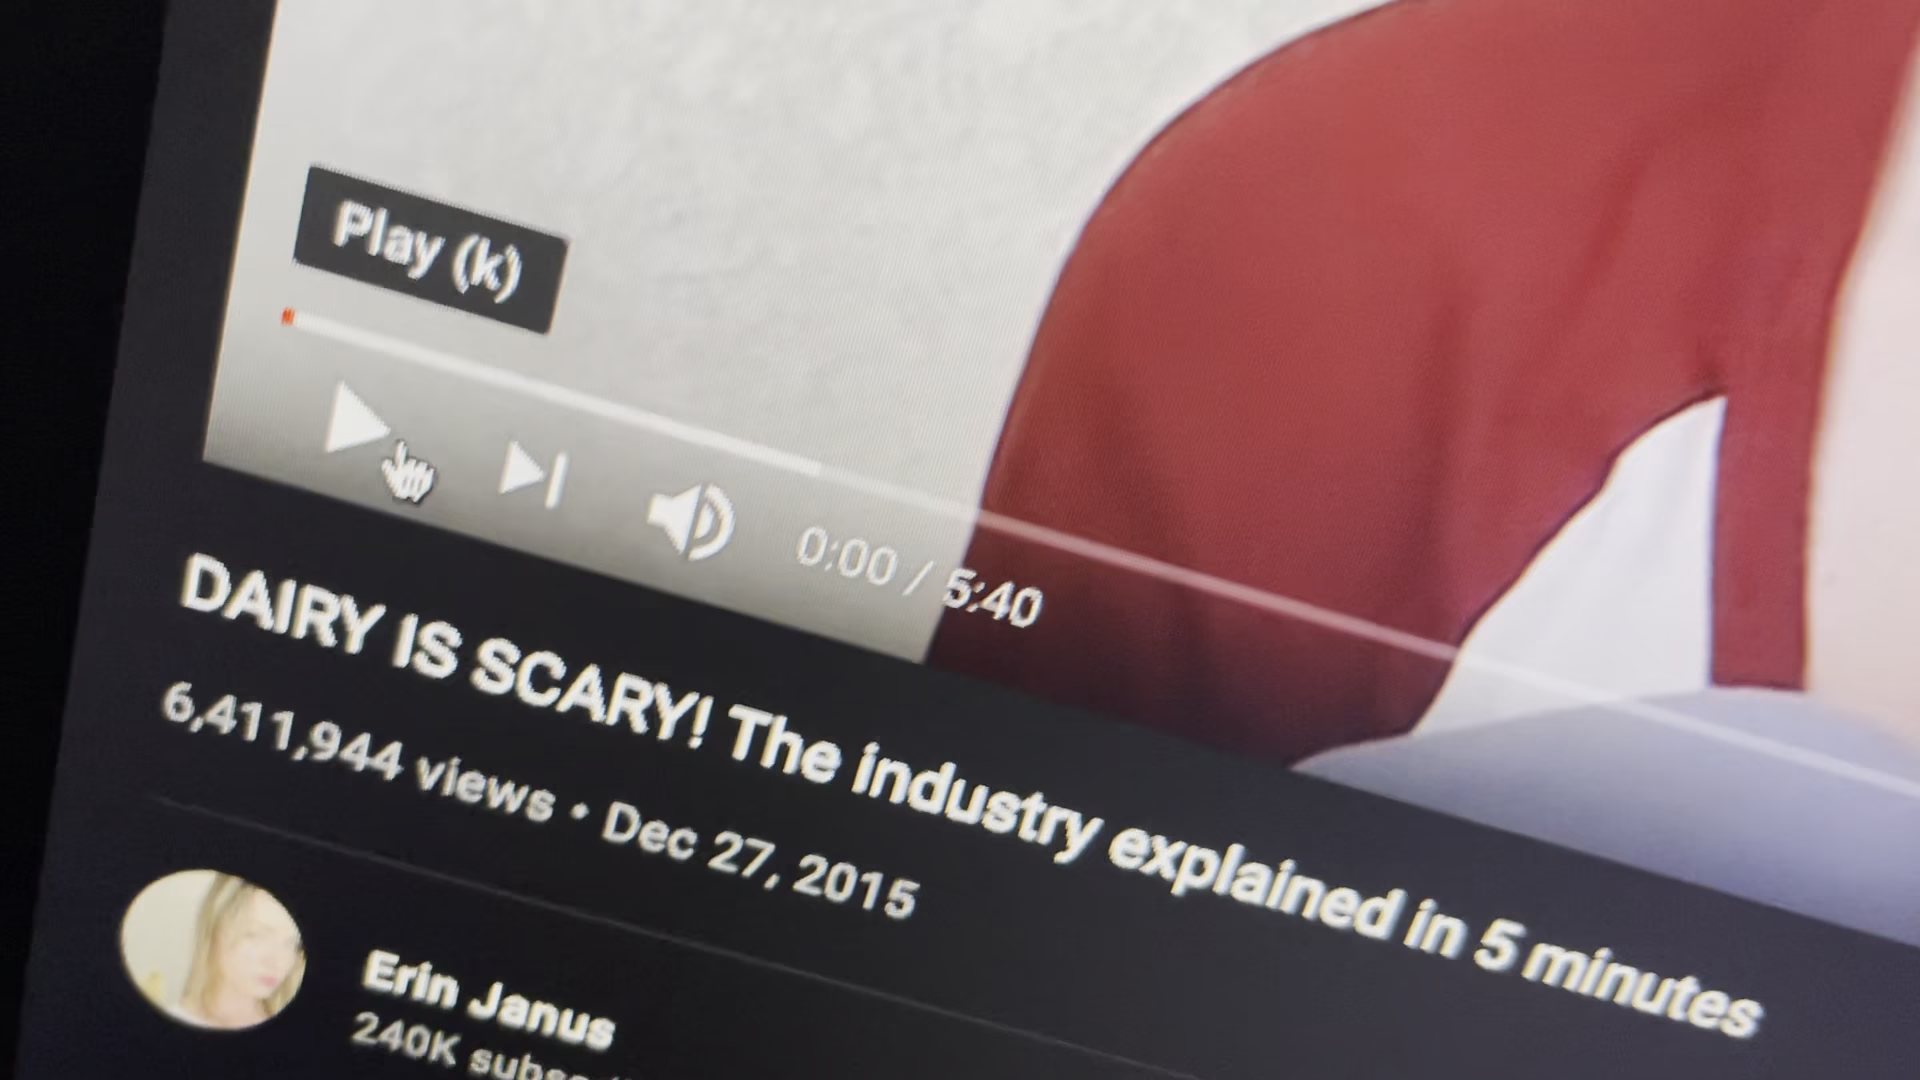 Play (k)
0:00 / 5:40
DAIRY IS SCARY! The industry explained in 5 minutes
6,411,944 views • Dec 27, 2015
Erin Janus
240K